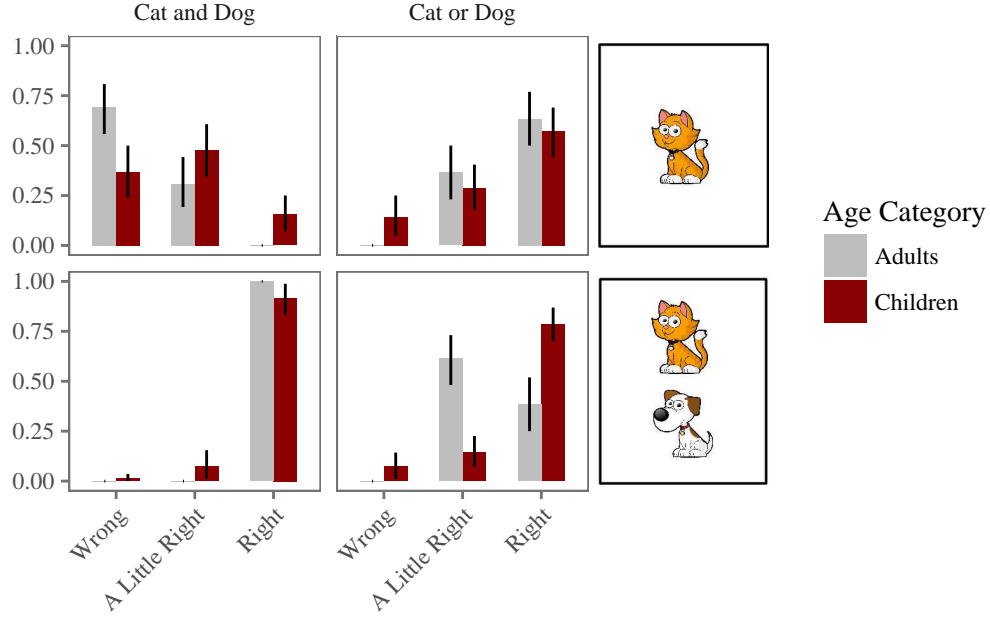 Cat and Dog
Cat or Dog
1.00
0.75
0.50
0.25
0.00
1.00
0.75
0.50
0.25
0.00
Wrong
A Little Right
Right
Wrong
A Little Right
Right
Age Category
Adults
Children